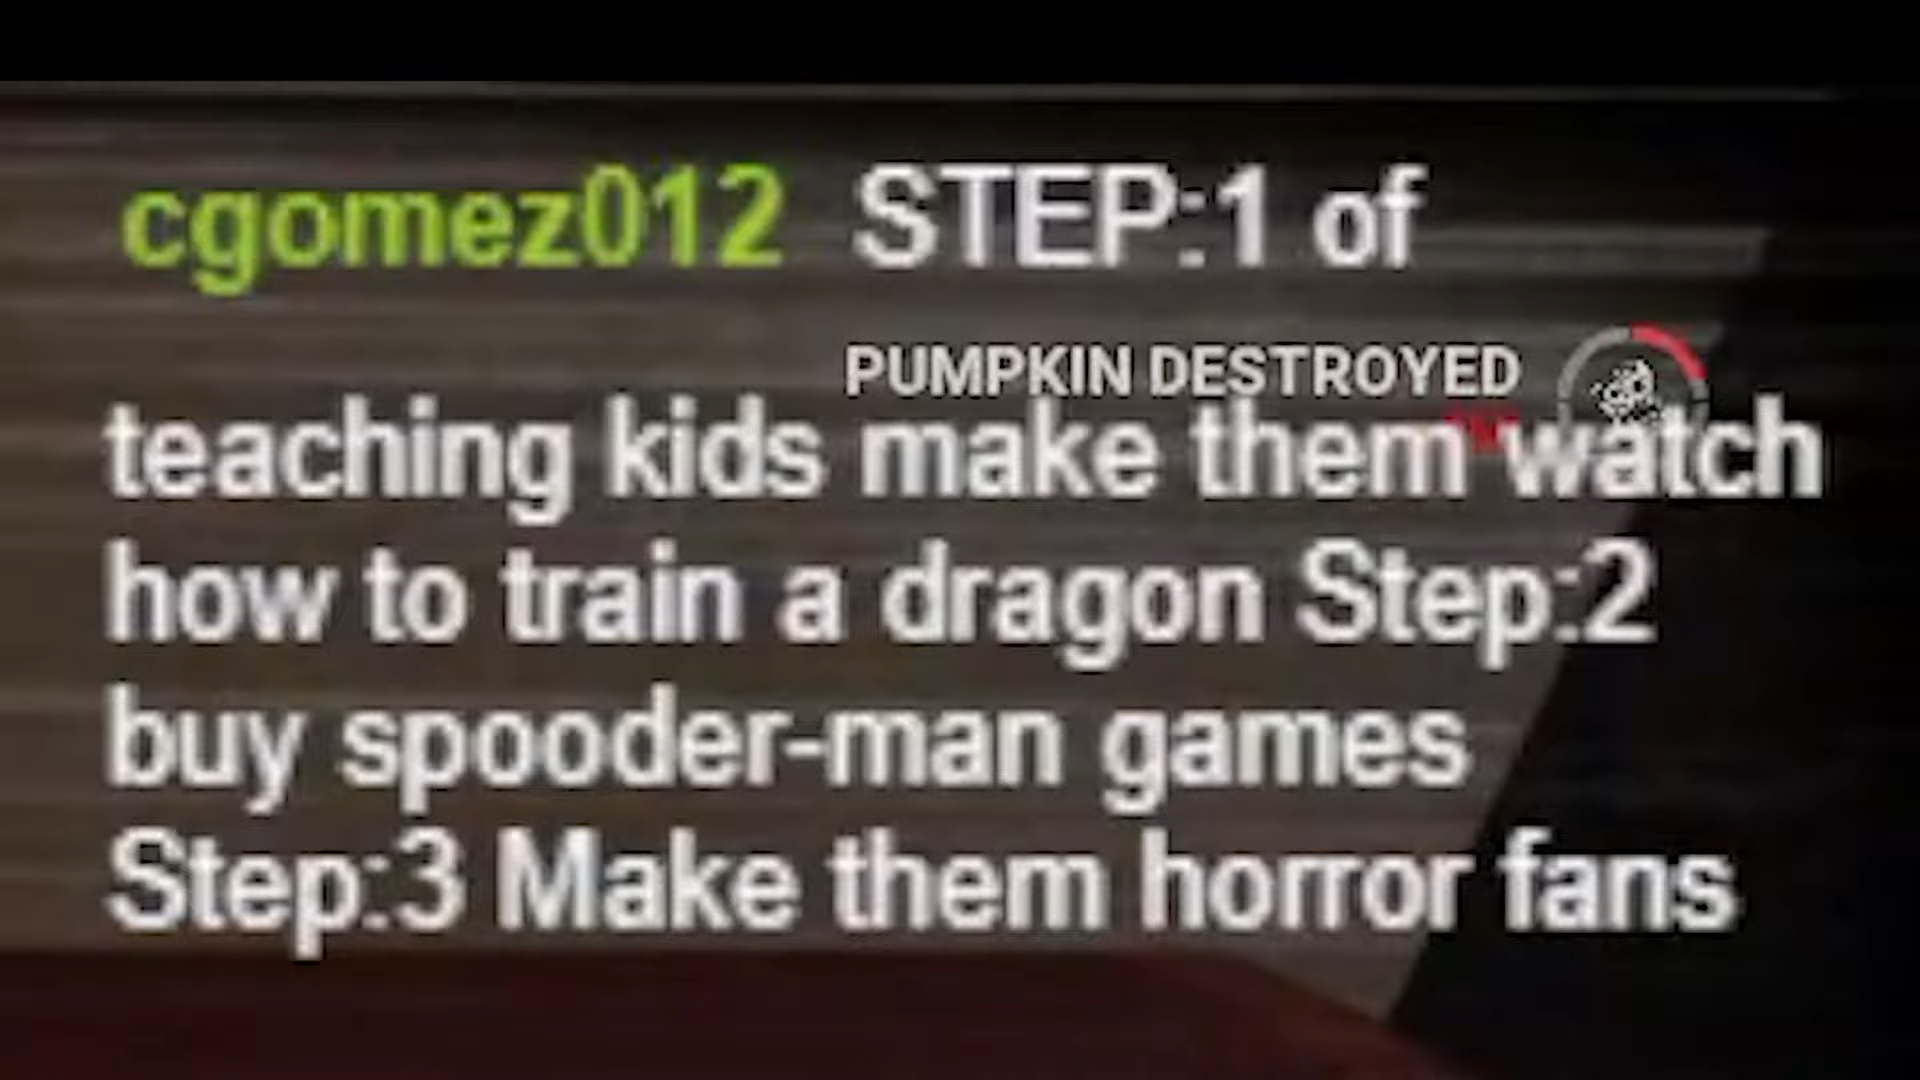 cgomez012 STEP:1 of
PUMPKIN DESTROYED
teaching kids make them watch
how to train a dragon Step:2
buy spooder-man games
Step:3 Make them horror fans